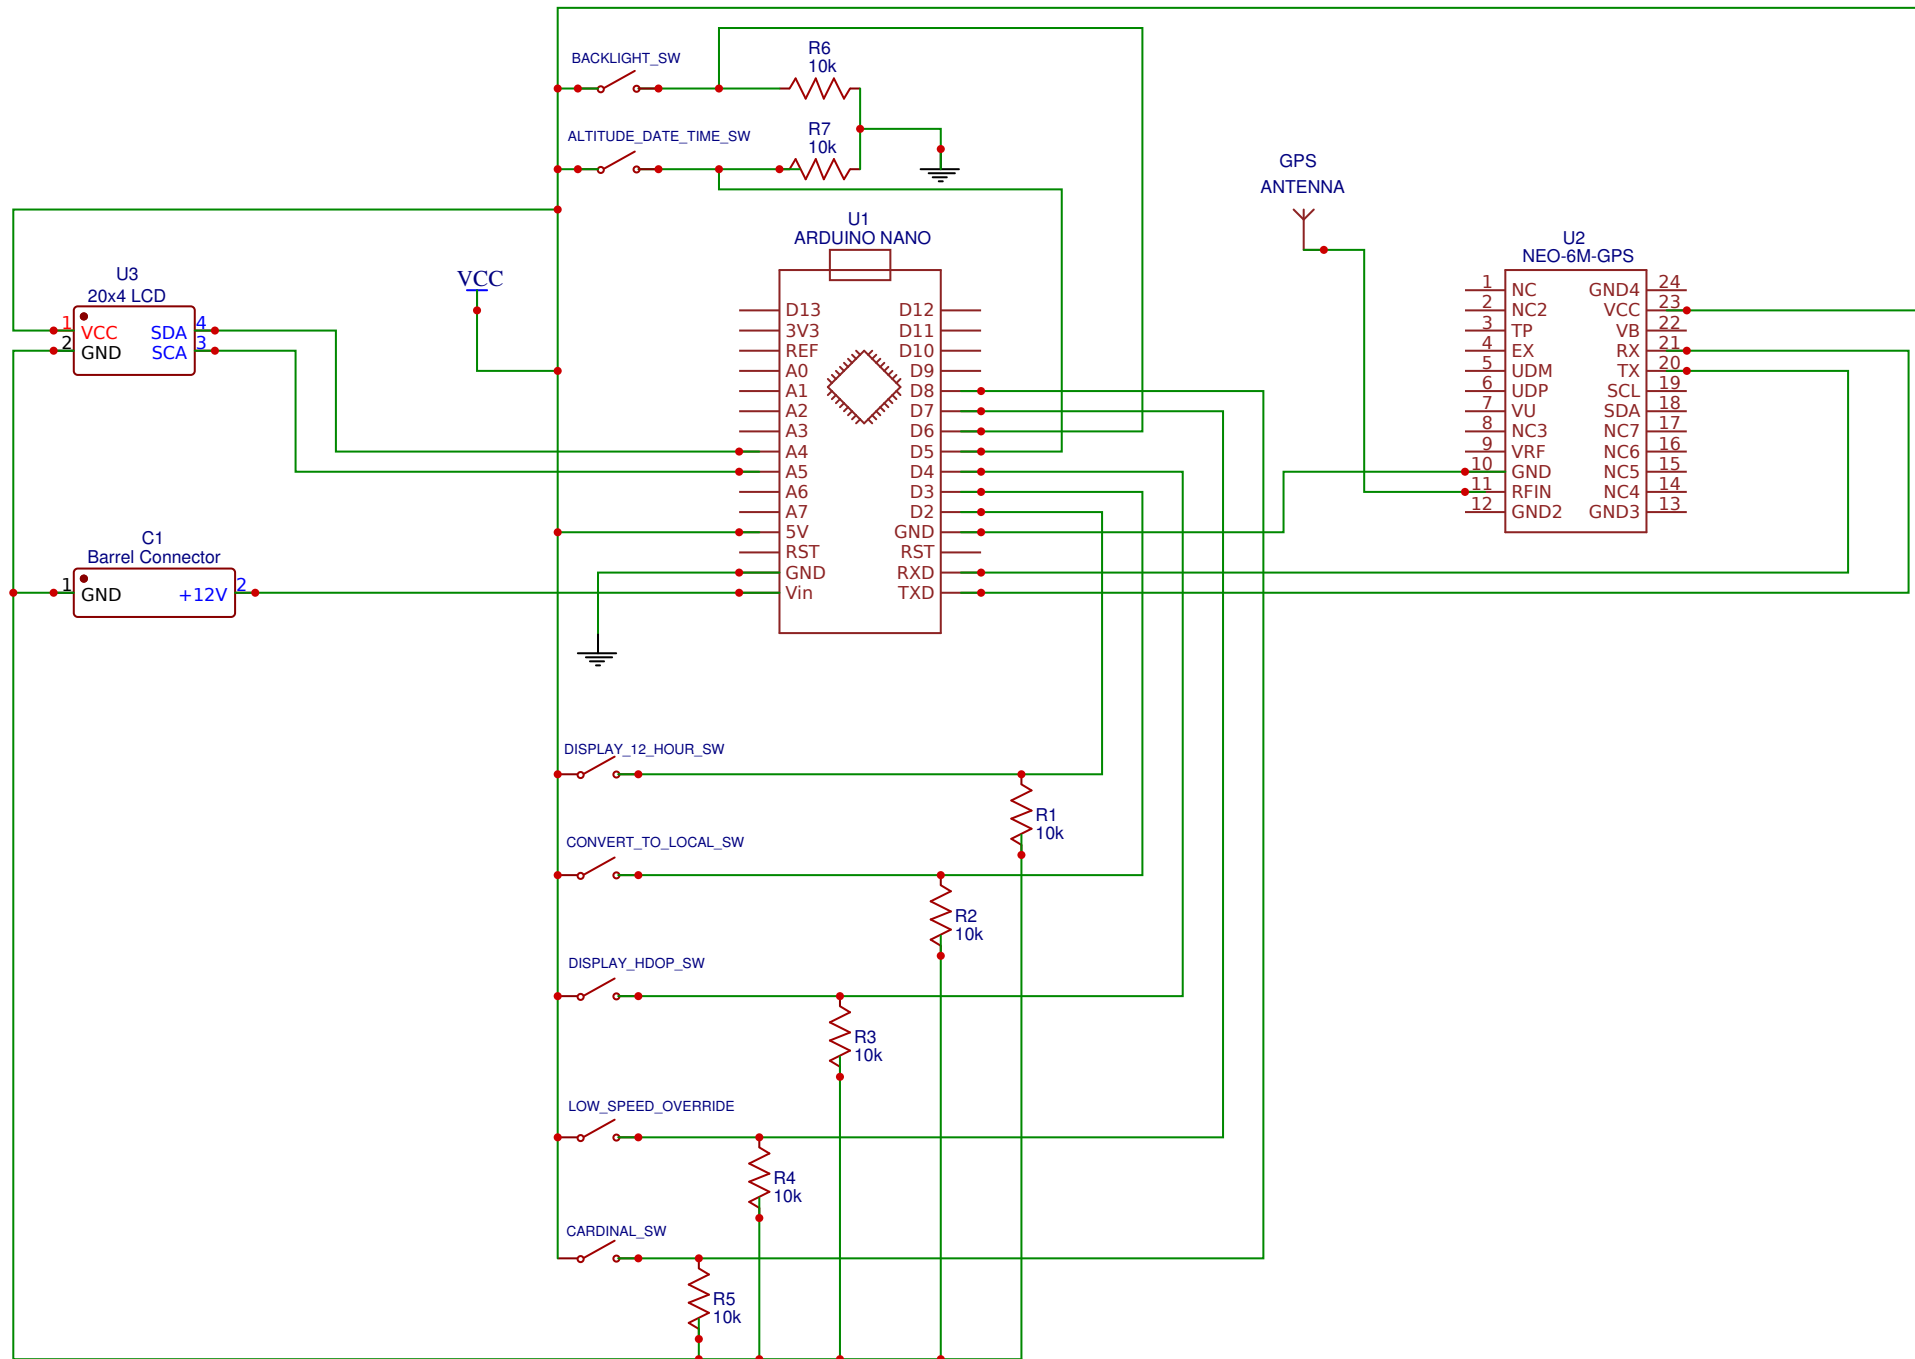 BACKLIGHT_SW
R6
10k
ALTITUDE_DATE_TIME_SW
R7
10k
GPS
ANTENNA
U1
ARDUINO NANO
U2
NEO-6M-GPS
U3
20x4 LCD
VCC
1
VCC
SDA
4
2
GND
SCA
3
D13
D12
3V3
D11
REF
D10
A0
D9
A1
D8
A2
D7
A3
D6
A4
D5
A5
D4
A6
D3
A7
D2
5V
GND
RST
RST
GND
RXD
Vin
TXD
1
NC
GND4
24
2
NC2
VCC
23
3
TP
VB
22
4
EX
RX
21
5
UDM
TX
20
6
UDP
SCL
19
7
VU
SDA
18
8
NC3
NC7
17
9
VRF
NC6
16
10
GND
NC5
15
11
RFIN
NC4
14
12
GND2
GND3
13
C1
Barrel Connector
1
GND
+12V
2
DISPLAY_12_HOUR_SW
R1
10k
CONVERT_TO_LOCAL_SW
R2
10k
DISPLAY_HDOP_SW
R3
10k
LOW_SPEED_OVERRIDE
R4
10k
CARDINAL_SW
R5
10k